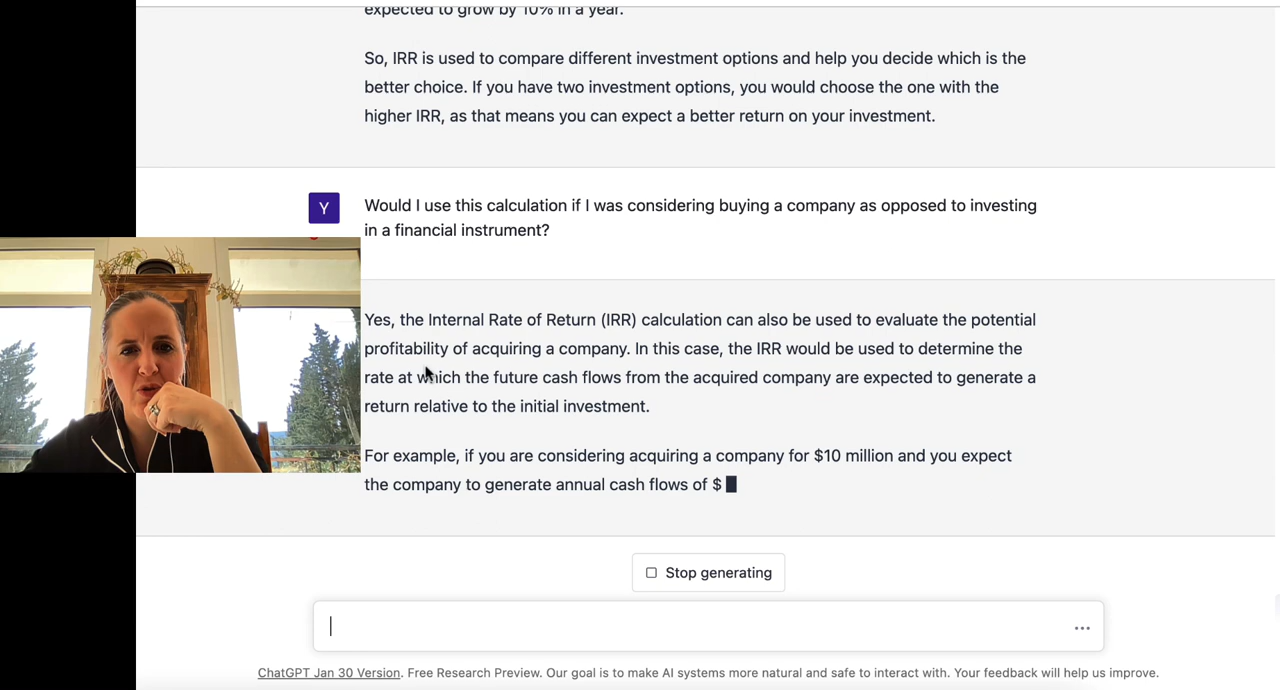 expected to grow by 10% in a year.
So, IRR is used to compare different investment options and help you decide which is the
better choice. If you have two investment options, you would choose the one with the
higher IRR, as that means you can expect a better return on your investment.
Y
Would I use this calculation if I was considering buying a company as opposed to investing
in a financial instrument?
Yes, the Internal Rate of Return (IRR) calculation can also be used to evaluate the potential
profitability of acquiring a company. In this case, the IRR would be used to determine the
rate at which the future cash flows from the acquired company are expected to generate a
return relative to the initial investment.
For example, if you are considering acquiring a company for $10 million and you expect
the company to generate annual cash flows of $
Stop generating
ChatGPT Jan 30 Version. Free Research Preview. Our goal is to make AI systems more natural and safe to interact with. Your feedback will help us improve.